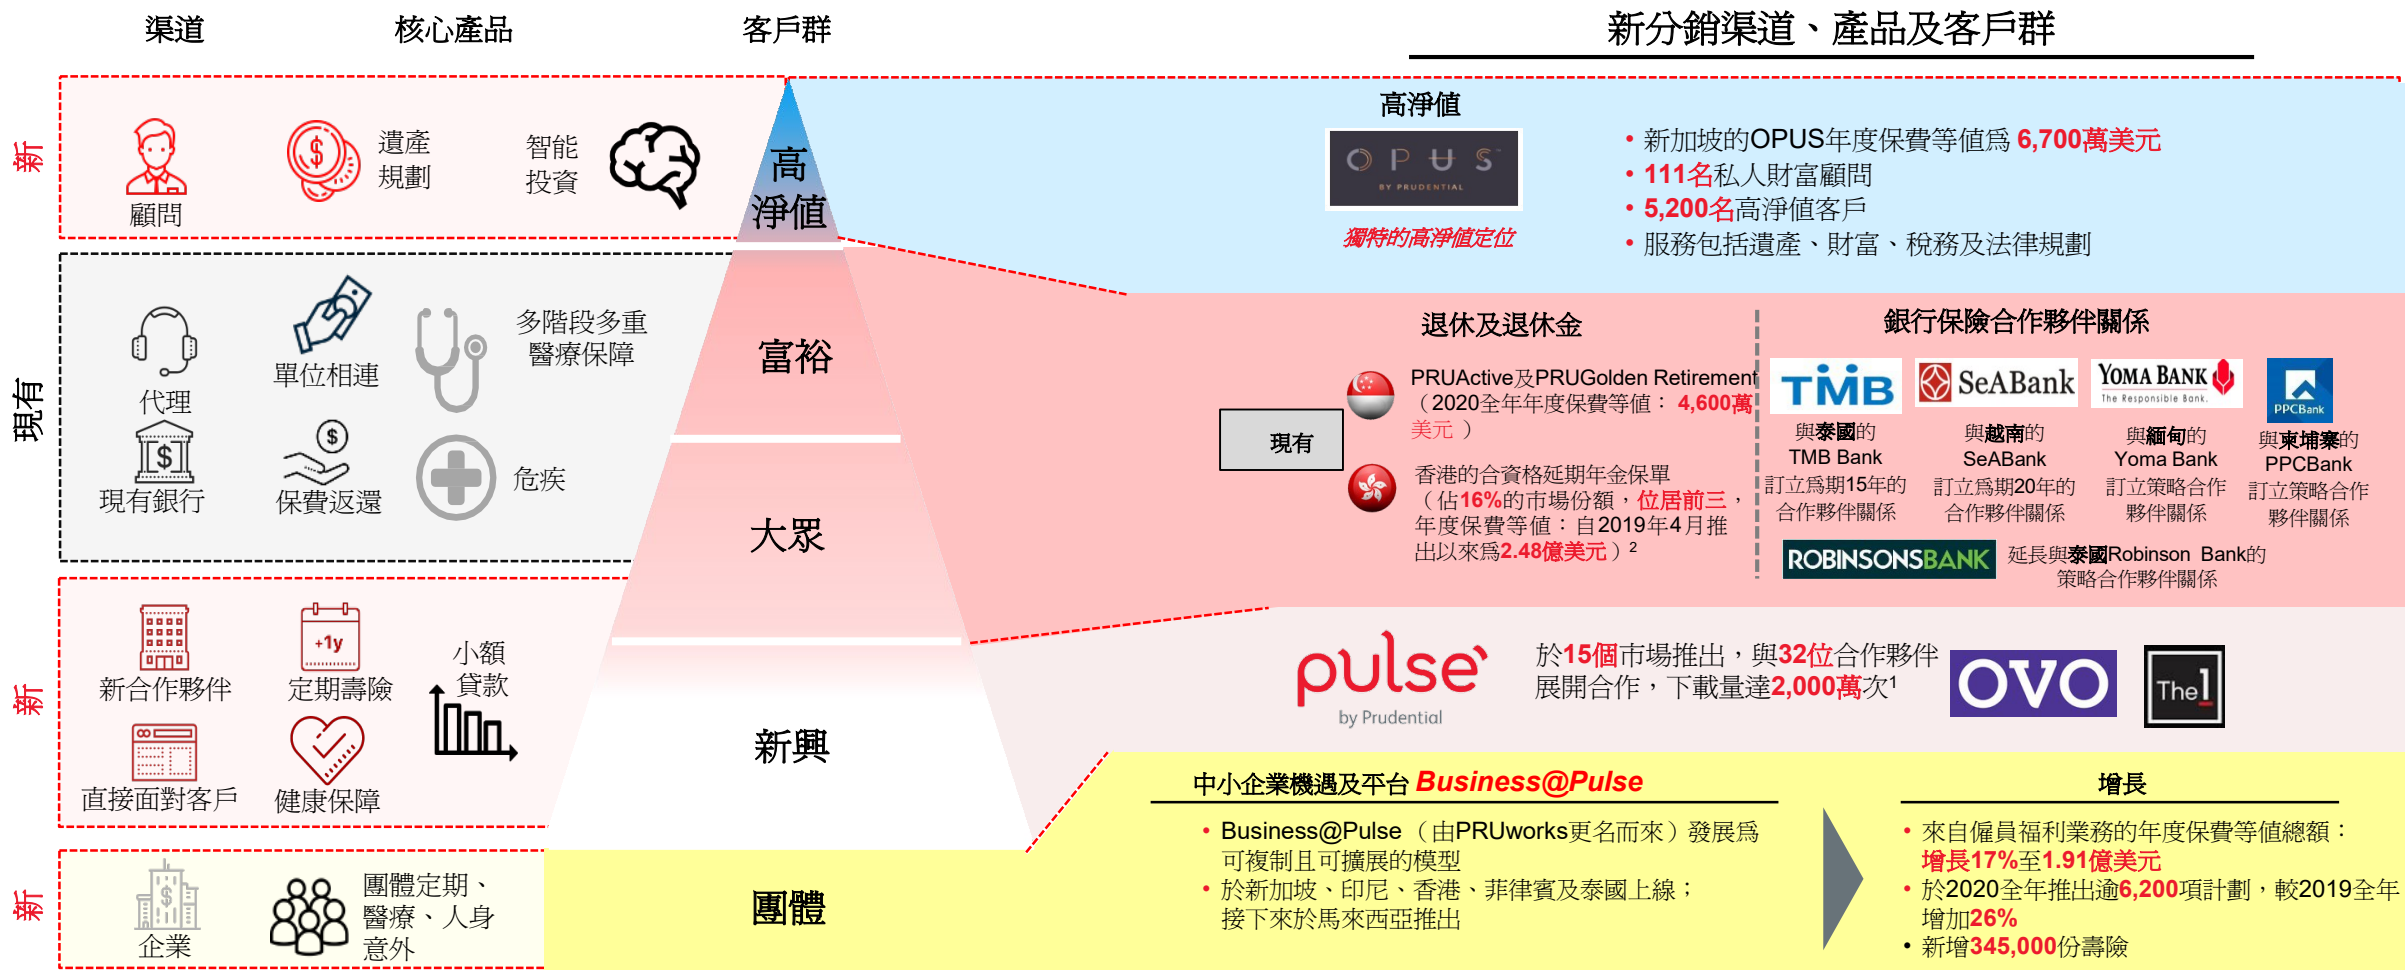 渠道
核心產品
客戶群
新分銷渠道、產品及客戶群
新
顧問
遺產
規劃
智能
投資
高
淨值
高淨值
OPUS™
BY PRUDENTIAL
獨特的高淨值定位
• 新加坡的OPUS年度保費等值爲 6,700萬美元
• 111名私人財富顧問
• 5,200名高淨值客戶
• 服務包括遺產、財富、稅務及法律規劃
現有
代理
單位相連
多階段多重
醫療保障
現有銀行
保費返還
危疾
富裕
大眾
現有
退休及退休金
PRUActive及PRUGolden Retirement
（2020全年年度保費等值： 4,600萬
美元 ）
香港的合資格延期年金保單
（佔16%的市場份額，位居前三，
年度保費等值：自2019年4月推
出以來爲2.48億美元）2
銀行保險合作夥伴關係
TMB
與泰國的
TMB Bank
訂立爲期15年的
合作夥伴關係
SeABank
與越南的
SeABank
訂立爲期20年的
合作夥伴關係
YOMA BANK
The Responsible Bank.
與緬甸的
Yoma Bank
訂立策略合作
夥伴關係
PPCBank
與柬埔寨的
PPCBank
訂立策略合作
夥伴關係
ROBINSONSBANK
延長與泰國Robinson Bank的
策略合作夥伴關係
新
新合作夥伴
+1y
定期壽險
小額
貸款
直接面對客戶
健康保障
新興
pulse
by Prudential
於15個市場推出，與32位合作夥伴
展開合作，下載量達2,000萬次1
OVO
The1
新
企業
團體定期、
醫療、人身
意外
團體
中小企業機遇及平台 Business@Pulse
• Business@Pulse （由PRUworks更名而來）發展爲
可複制且可擴展的模型
• 於新加坡、印尼、香港、菲律賓及泰國上線；
接下來於馬來西亞推出
增長
• 來自僱員福利業務的年度保費等值總額：
增長17%至1.91億美元
• 於2020全年推出逾6,200項計劃，較2019全年
增加26%
• 新增345,000份壽險